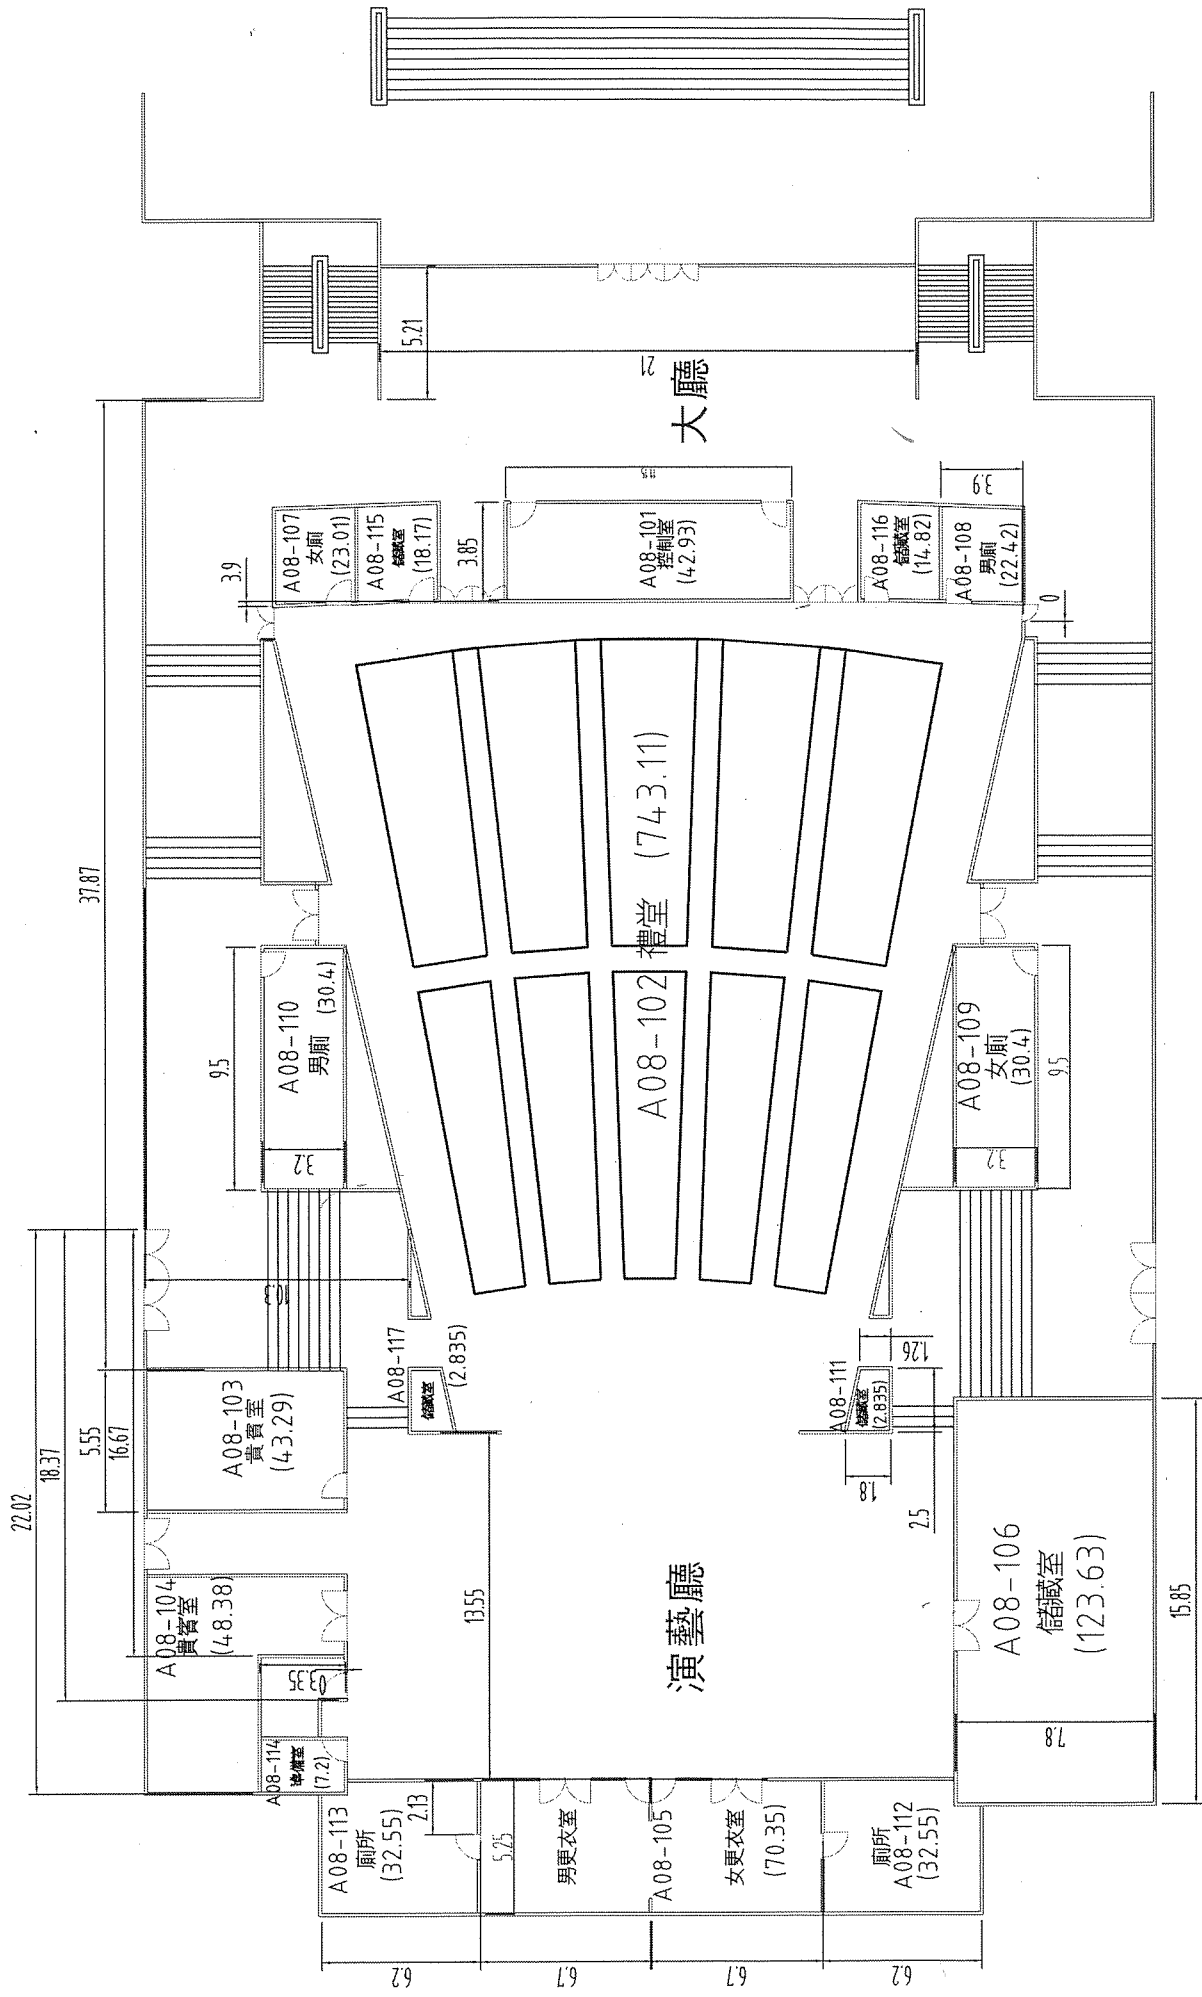 37.87
22.02
18.37
5.55
16.67
9.5
3.9
3.2
10.3
5.21
21
大廳
A08-107
女廁
(23.01)
A08-115
儲藏室
(18.17)
3.85
A08-101
控制室
(42.93)
A08-116
儲藏室
(14.82)
A08-108
男廁
(22.42)
3.9
0
A08-102 禮堂 (743.11)
A08-110
男廁
(30.4)
A08-109
女廁
(30.4)
3.2
9.5
A08-117
儲藏室
(2.835)
A08-111
儲藏室
(2.835)
1.26
1.8
2.5
A08-103
貴賓室
(43.29)
A08-104
貴賓室
(48.38)
3.35
13.55
演藝廳
A08-106
儲藏室
(123.63)
7.8
15.85
A08-114
準備室
(7.2)
A08-113
廁所
(32.55)
2.13
5.25
男更衣室
A08-105
女更衣室
(70.35)
廁所
A08-112
(32.55)
6.2
6.7
6.7
6.2